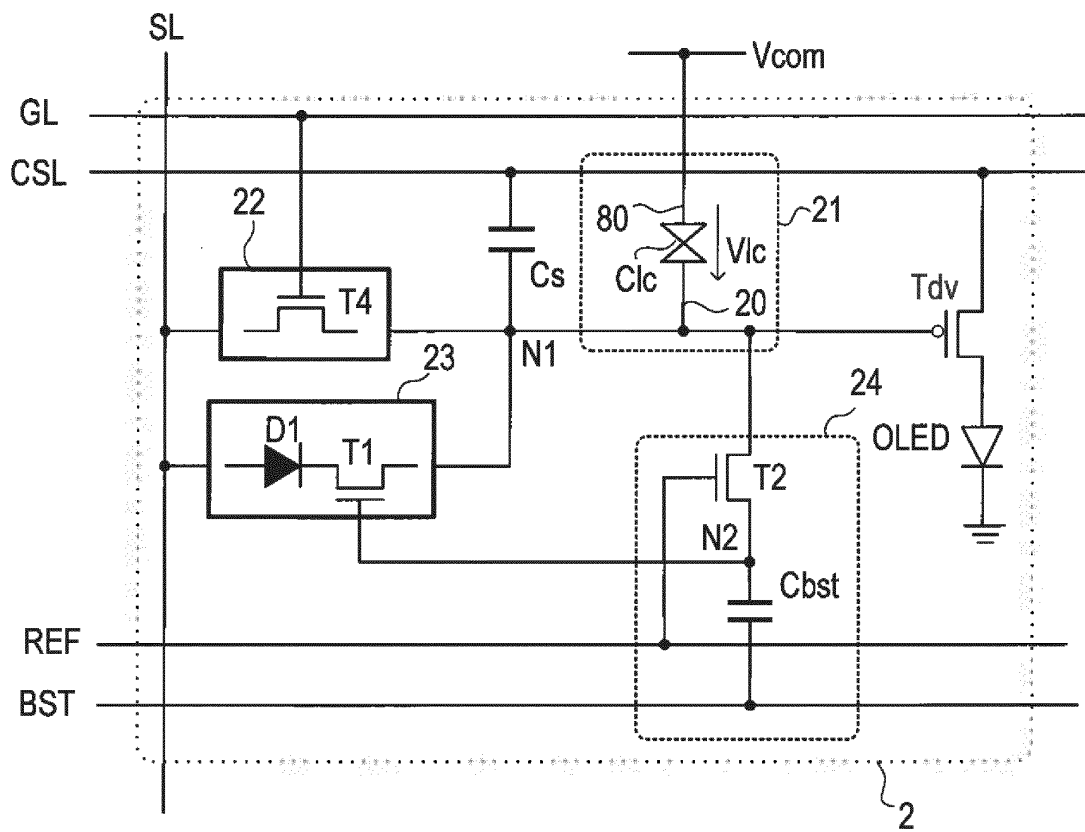 SL
Vcom
GL
CSL
22
80
21
Cs
Clc
Vlc
T4
20
Tdv
N1
23
24
D1
T1
OLED
T2
N2
Cbst
REF
BST
2